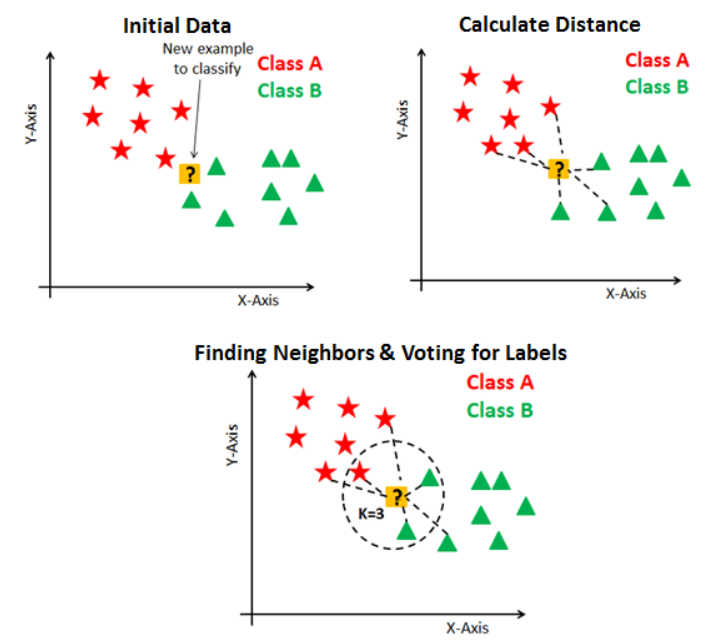 Initial Data
New example
to classify
Class A
Class B
Y-Axis
?
X-Axis
Calculate Distance
Class A
Class B
Y-Axis
?
X-Axis
Finding Neighbors & Voting for Labels
Class A
Class B
Y-Axis
?
K=3
X-Axis